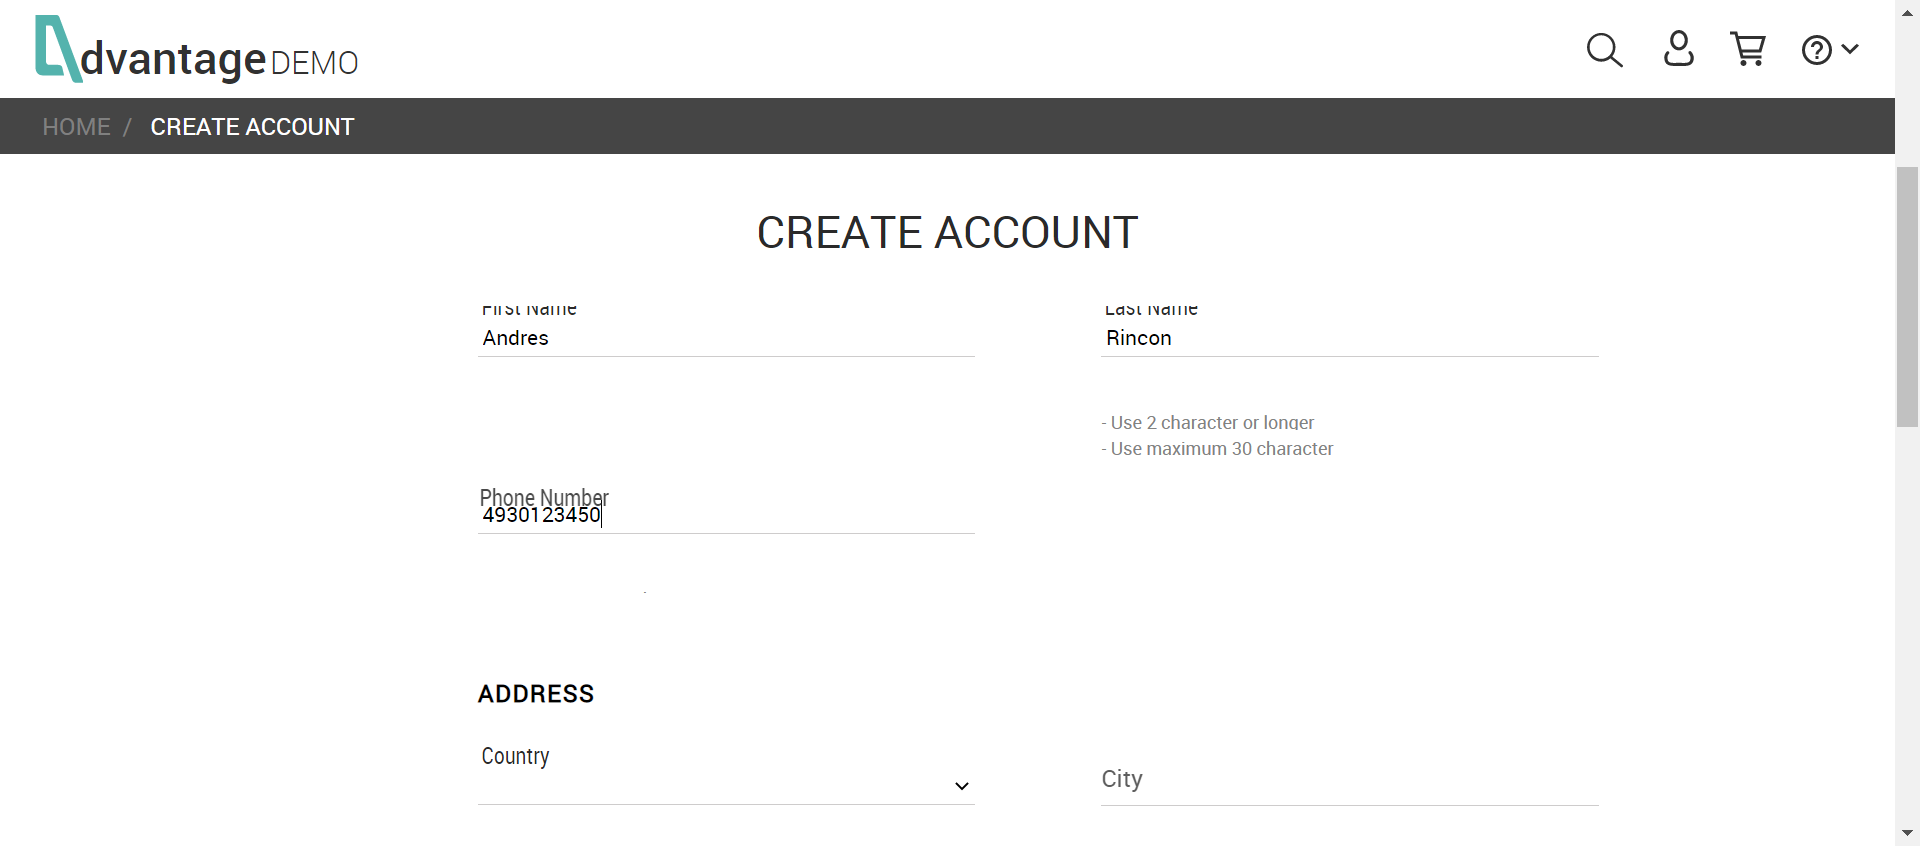 dvantage DEMO
HOME / CREATE ACCOUNT
CREATE ACCOUNT
First Name
Last Name
Andres
Rincon
- Use 2 character or longer
- Use maximum 30 character
Phone Number
4930123450
ADDRESS
Country
City